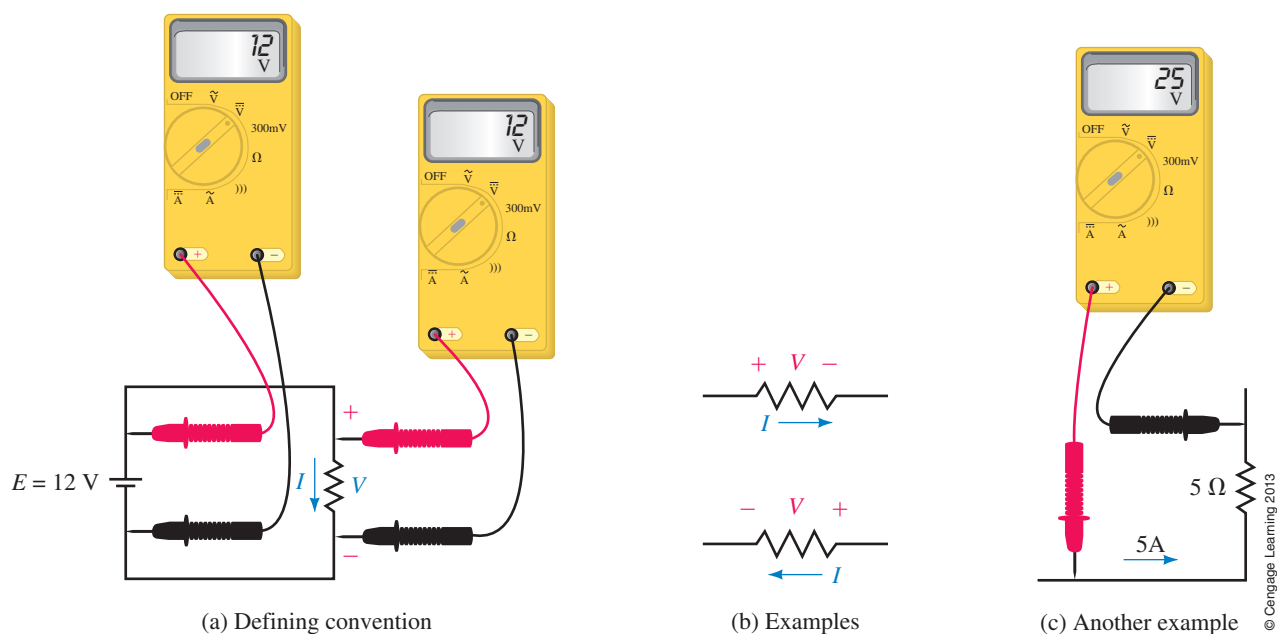 12
V
OFF
Ṽ
V
300mV
Ω
)))
A
Ã
+
−
12
V
OFF
Ṽ
V
300mV
Ω
)))
A
Ã
+
−
E = 12 V
I
+
V
−
(a) Defining convention
+ V −
I
− V +
I
(b) Examples
25
V
OFF
Ṽ
V
300mV
Ω
)))
A
Ã
+
−
5 Ω
5A
(c) Another example
© Cengage Learning 2013